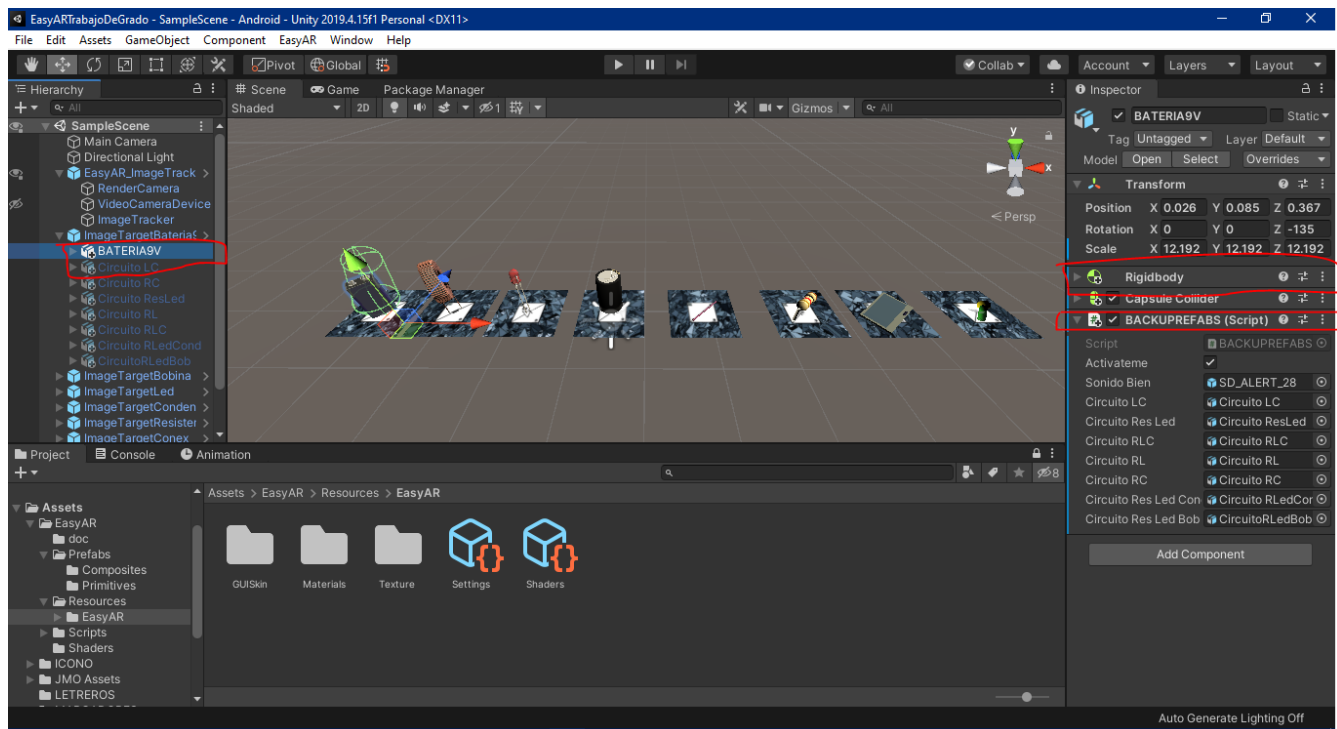 EasyARTrabajoDeGrado - SampleScene - Android - Unity 2019.4.15f1 Personal <DX11>
File Edit Assets GameObject Component EasyAR Window Help
Pivot Global Collab Account Layers Layout
Hierarchy
All
SampleScene
Main Camera
Directional Light
EasyAR_ImageTrack
RenderCamera
VideoCameraDevice
ImageTracker
ImageTargetBateria
BATERIA9V
Circuito LC
Circuito RC
Circuito ResLed
Circuito RL
Circuito RLC
Circuito RLedCond
CircuitoRLedBob
ImageTargetBobina
ImageTargetLed
ImageTargetConden
ImageTargetResister
ImageTargetConex
Scene Game Package Manager
Shaded 2D 1 Gizmos All
y
x
Persp
Inspector
BATERIA9V Static
Tag Untagged Layer Default
Model Open Select Overrides
Transform
Position X 0.026 Y 0.085 Z 0.367
Rotation X 0 Y 0 Z -135
Scale X 12.192 Y 12.192 Z 12.192
Rigidbody
Capsule Collider
BACKUPREFABS (Script)
Script BACKUPREFABS
Activateme
Sonido Bien SD_ALERT_28
Circuito LC Circuito LC
Circuito Res Led Circuito ResLed
Circuito RLC Circuito RLC
Circuito RL Circuito RL
Circuito RC Circuito RC
Circuito Res Led Con Circuito RLedCor
Circuito Res Led Bob CircuitoRLedBob
Add Component
Project Console Animation
8
Assets
EasyAR
doc
Prefabs
Composites
Primitives
Resources
EasyAR
Scripts
Shaders
ICONO
JMO Assets
LETREROS
Assets > EasyAR > Resources > EasyAR
GUISkin Materials Texture Settings Shaders
Auto Generate Lighting Off